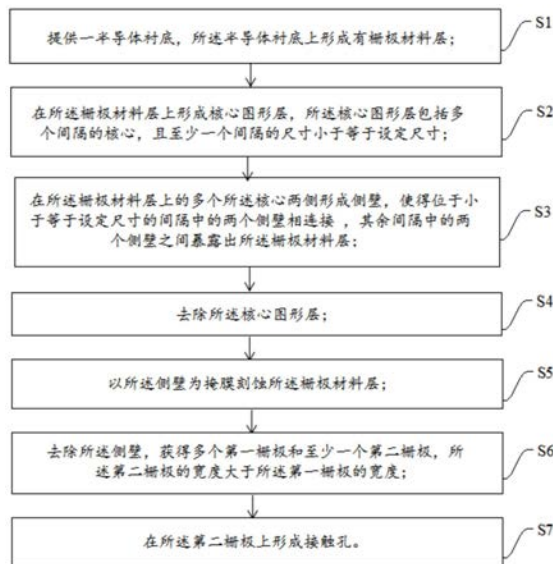 提供一半导体衬底，所述半导体衬底上形成有栅极材料层；
S1
在所述栅极材料层上形成核心图形层，所述核心图形层包括多
个间隔的核心，且至少一个间隔的尺寸小于等于设定尺寸；
S2
在所述栅极材料层上的多个所述核心两侧形成侧壁，使得位于小
于等于设定尺寸的间隔中的两个侧壁相连接，其余间隔中的两
个侧壁之间暴露出所述栅极材料层；
S3
去除所述核心图形层；
S4
以所述侧壁为掩膜刻蚀所述栅极材料层；
S5
去除所述侧壁，获得多个第一栅极和至少一个第二栅极，所
述第二栅极的宽度大于所述第一栅极的宽度；
S6
在所述第二栅极上形成接触孔。
S7